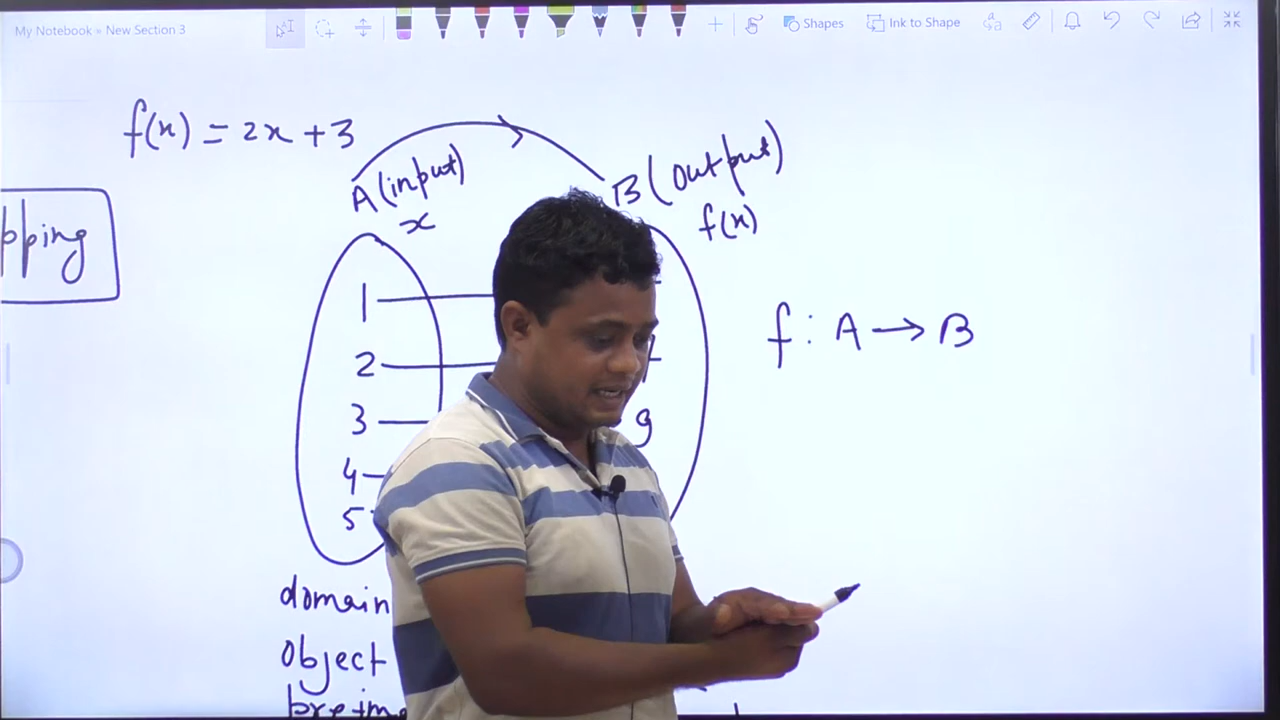 My Notebook » New Section 3
Shapes
Ink to Shape
f(x) = 2x + 3
A (input)
x
B (output)
f(x)
pping
1
2
3
4
5
9
f : A → B
domain
Object